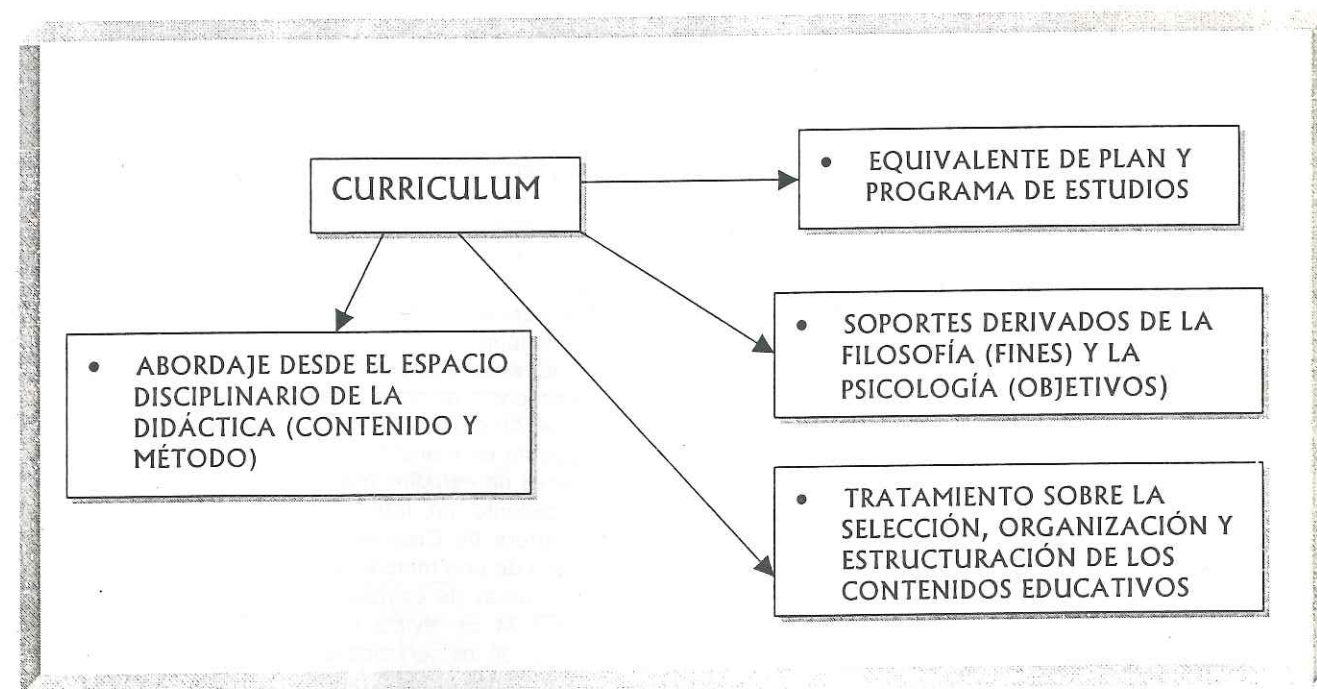 CURRICULUM
• EQUIVALENTE DE PLAN Y
PROGRAMA DE ESTUDIOS
• SOPORTES DERIVADOS DE LA
FILOSOFÍA (FINES) Y LA
PSICOLOGÍA (OBJETIVOS)
• ABORDAJE DESDE EL ESPACIO
DISCIPLINARIO DE LA
DIDÁCTICA (CONTENIDO Y
MÉTODO)
• TRATAMIENTO SOBRE LA
SELECCIÓN, ORGANIZACIÓN Y
ESTRUCTURACIÓN DE LOS
CONTENIDOS EDUCATIVOS